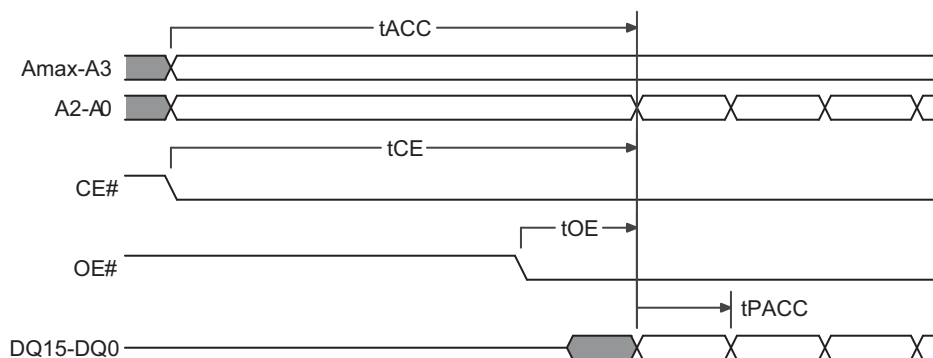 tACC
Amax-A3
A2-A0
tCE
CE#
tOE
OE#
tPACC
DQ15-DQ0